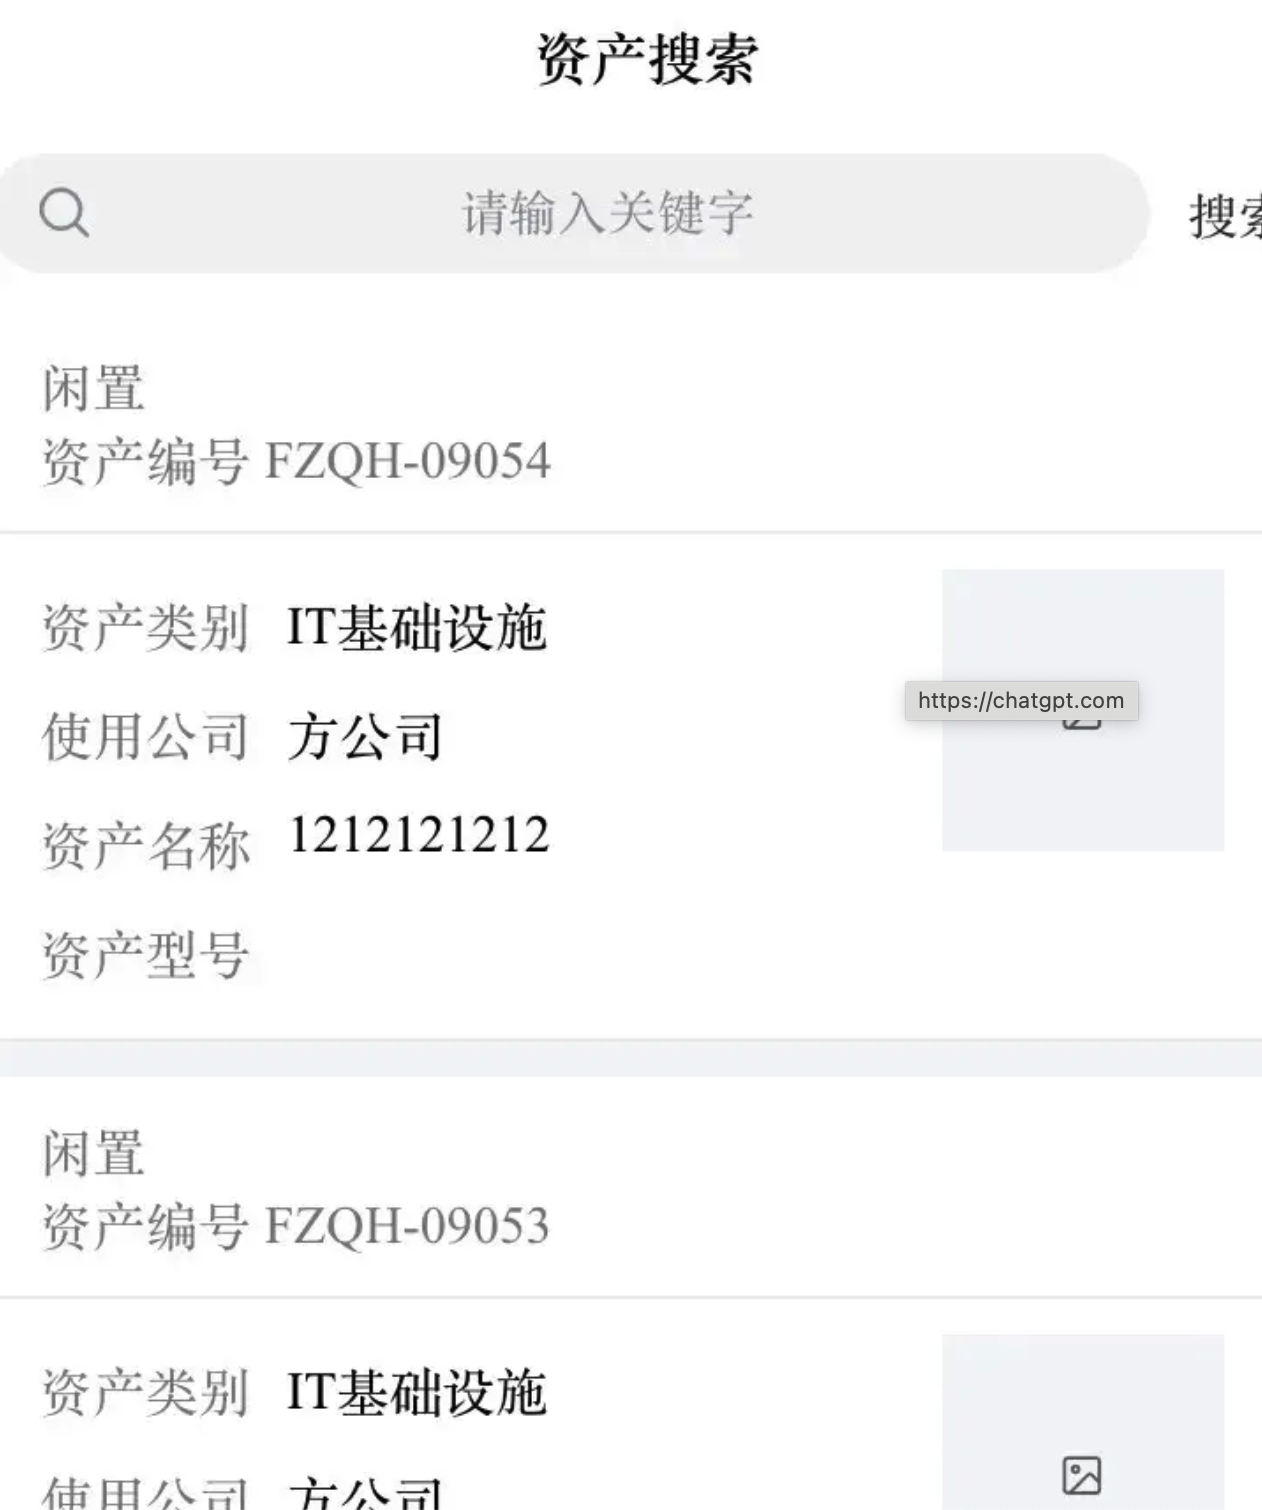 资产搜索
请输入关键字 搜索
闲置
资产编号 FZQH-09054
资产类别 IT基础设施
https://chatgpt.com
使用公司 方公司
资产名称 1212121212
资产型号
闲置
资产编号 FZQH-09053
资产类别 IT基础设施
使用公司 方公司